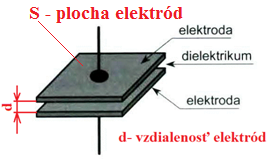 S - plocha elektród
elektroda
dielektrikum
elektroda
d
d- vzdialenosť elektród